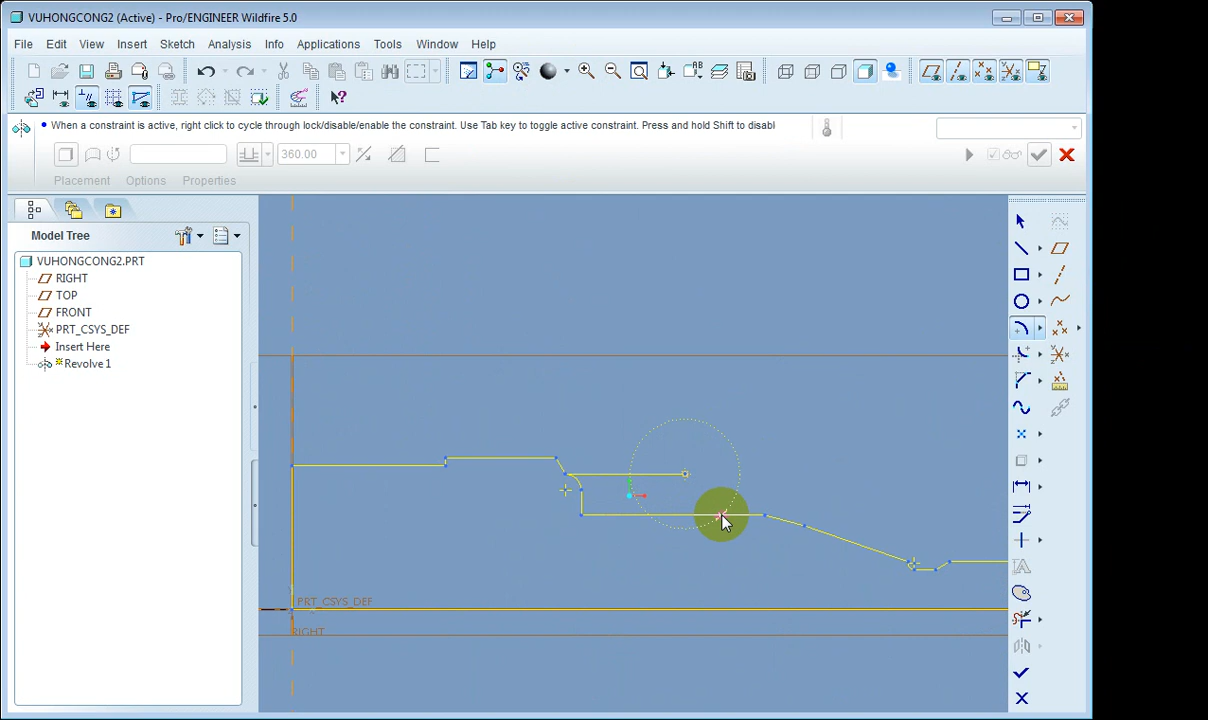 VUHONGCONG2 (Active) - Pro/ENGINEER Wildfire 5.0
File Edit View Insert Sketch Analysis Info Applications Tools Window Help
When a constraint is active, right click to cycle through lock/disable/enable the constraint. Use Tab key to toggle active constraint. Press and hold Shift to disabl
360.00
Placement Options Properties
Model Tree
VUHONGCONG2.PRT
RIGHT
TOP
FRONT
PRT_CSYS_DEF
Insert Here
Revolve 1
PRT_CSYS_DEF
RIGHT